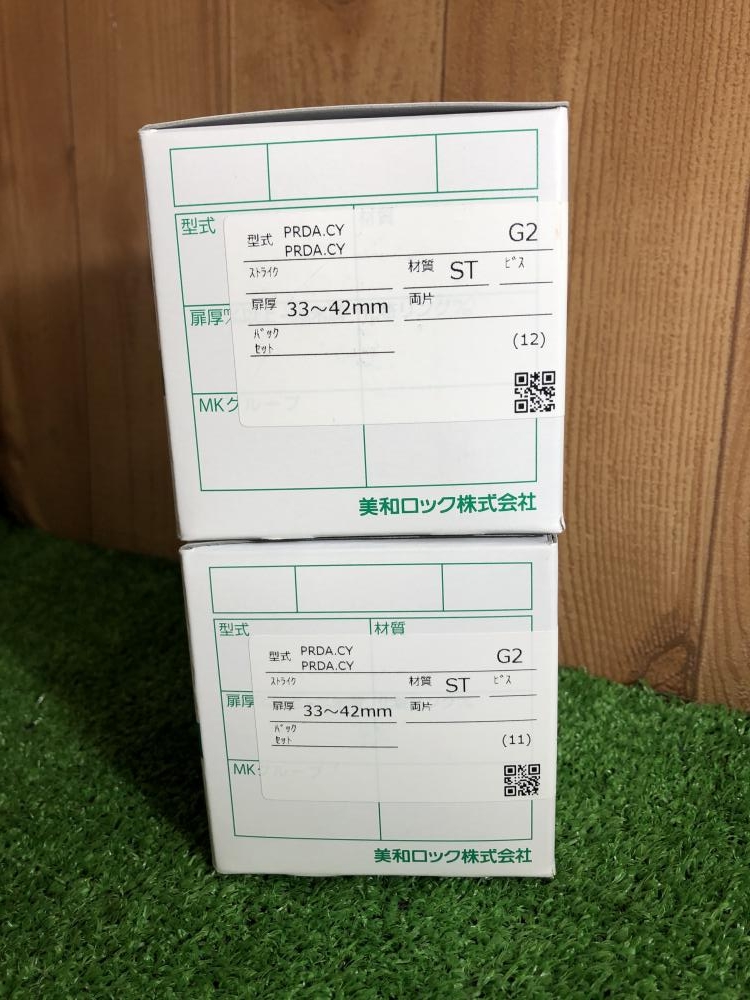 型式
型式 PRDA.CY
PRDA.CY G2
ストライク 材質 ST ビス
扉厚
扉厚 33～42mm 両片
バック
セット
(12)
MKグループ
美和ロック株式会社
型式 材質
型式 PRDA.CY
PRDA.CY G2
ストライク 材質 ST ビス
扉厚
扉厚 33～42mm 両片
バック
セット
(11)
MK
美和ロック株式会社